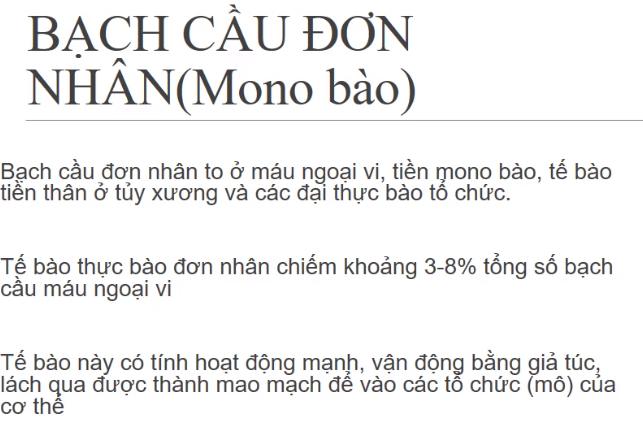 BẠCH CẦU ĐƠN
NHÂN(Mono bào)
Bạch cầu đơn nhân to ở máu ngoại vi, tiền mono bào, tế bào
tiền thân ở tủy xương và các đại thực bào tổ chức.
Tế bào thực bào đơn nhân chiếm khoảng 3-8% tổng số bạch
cầu máu ngoại vi
Tế bào này có tính hoạt động mạnh, vận động bằng giả túc,
lách qua được thành mao mạch để vào các tổ chức (mô) của
cơ thể